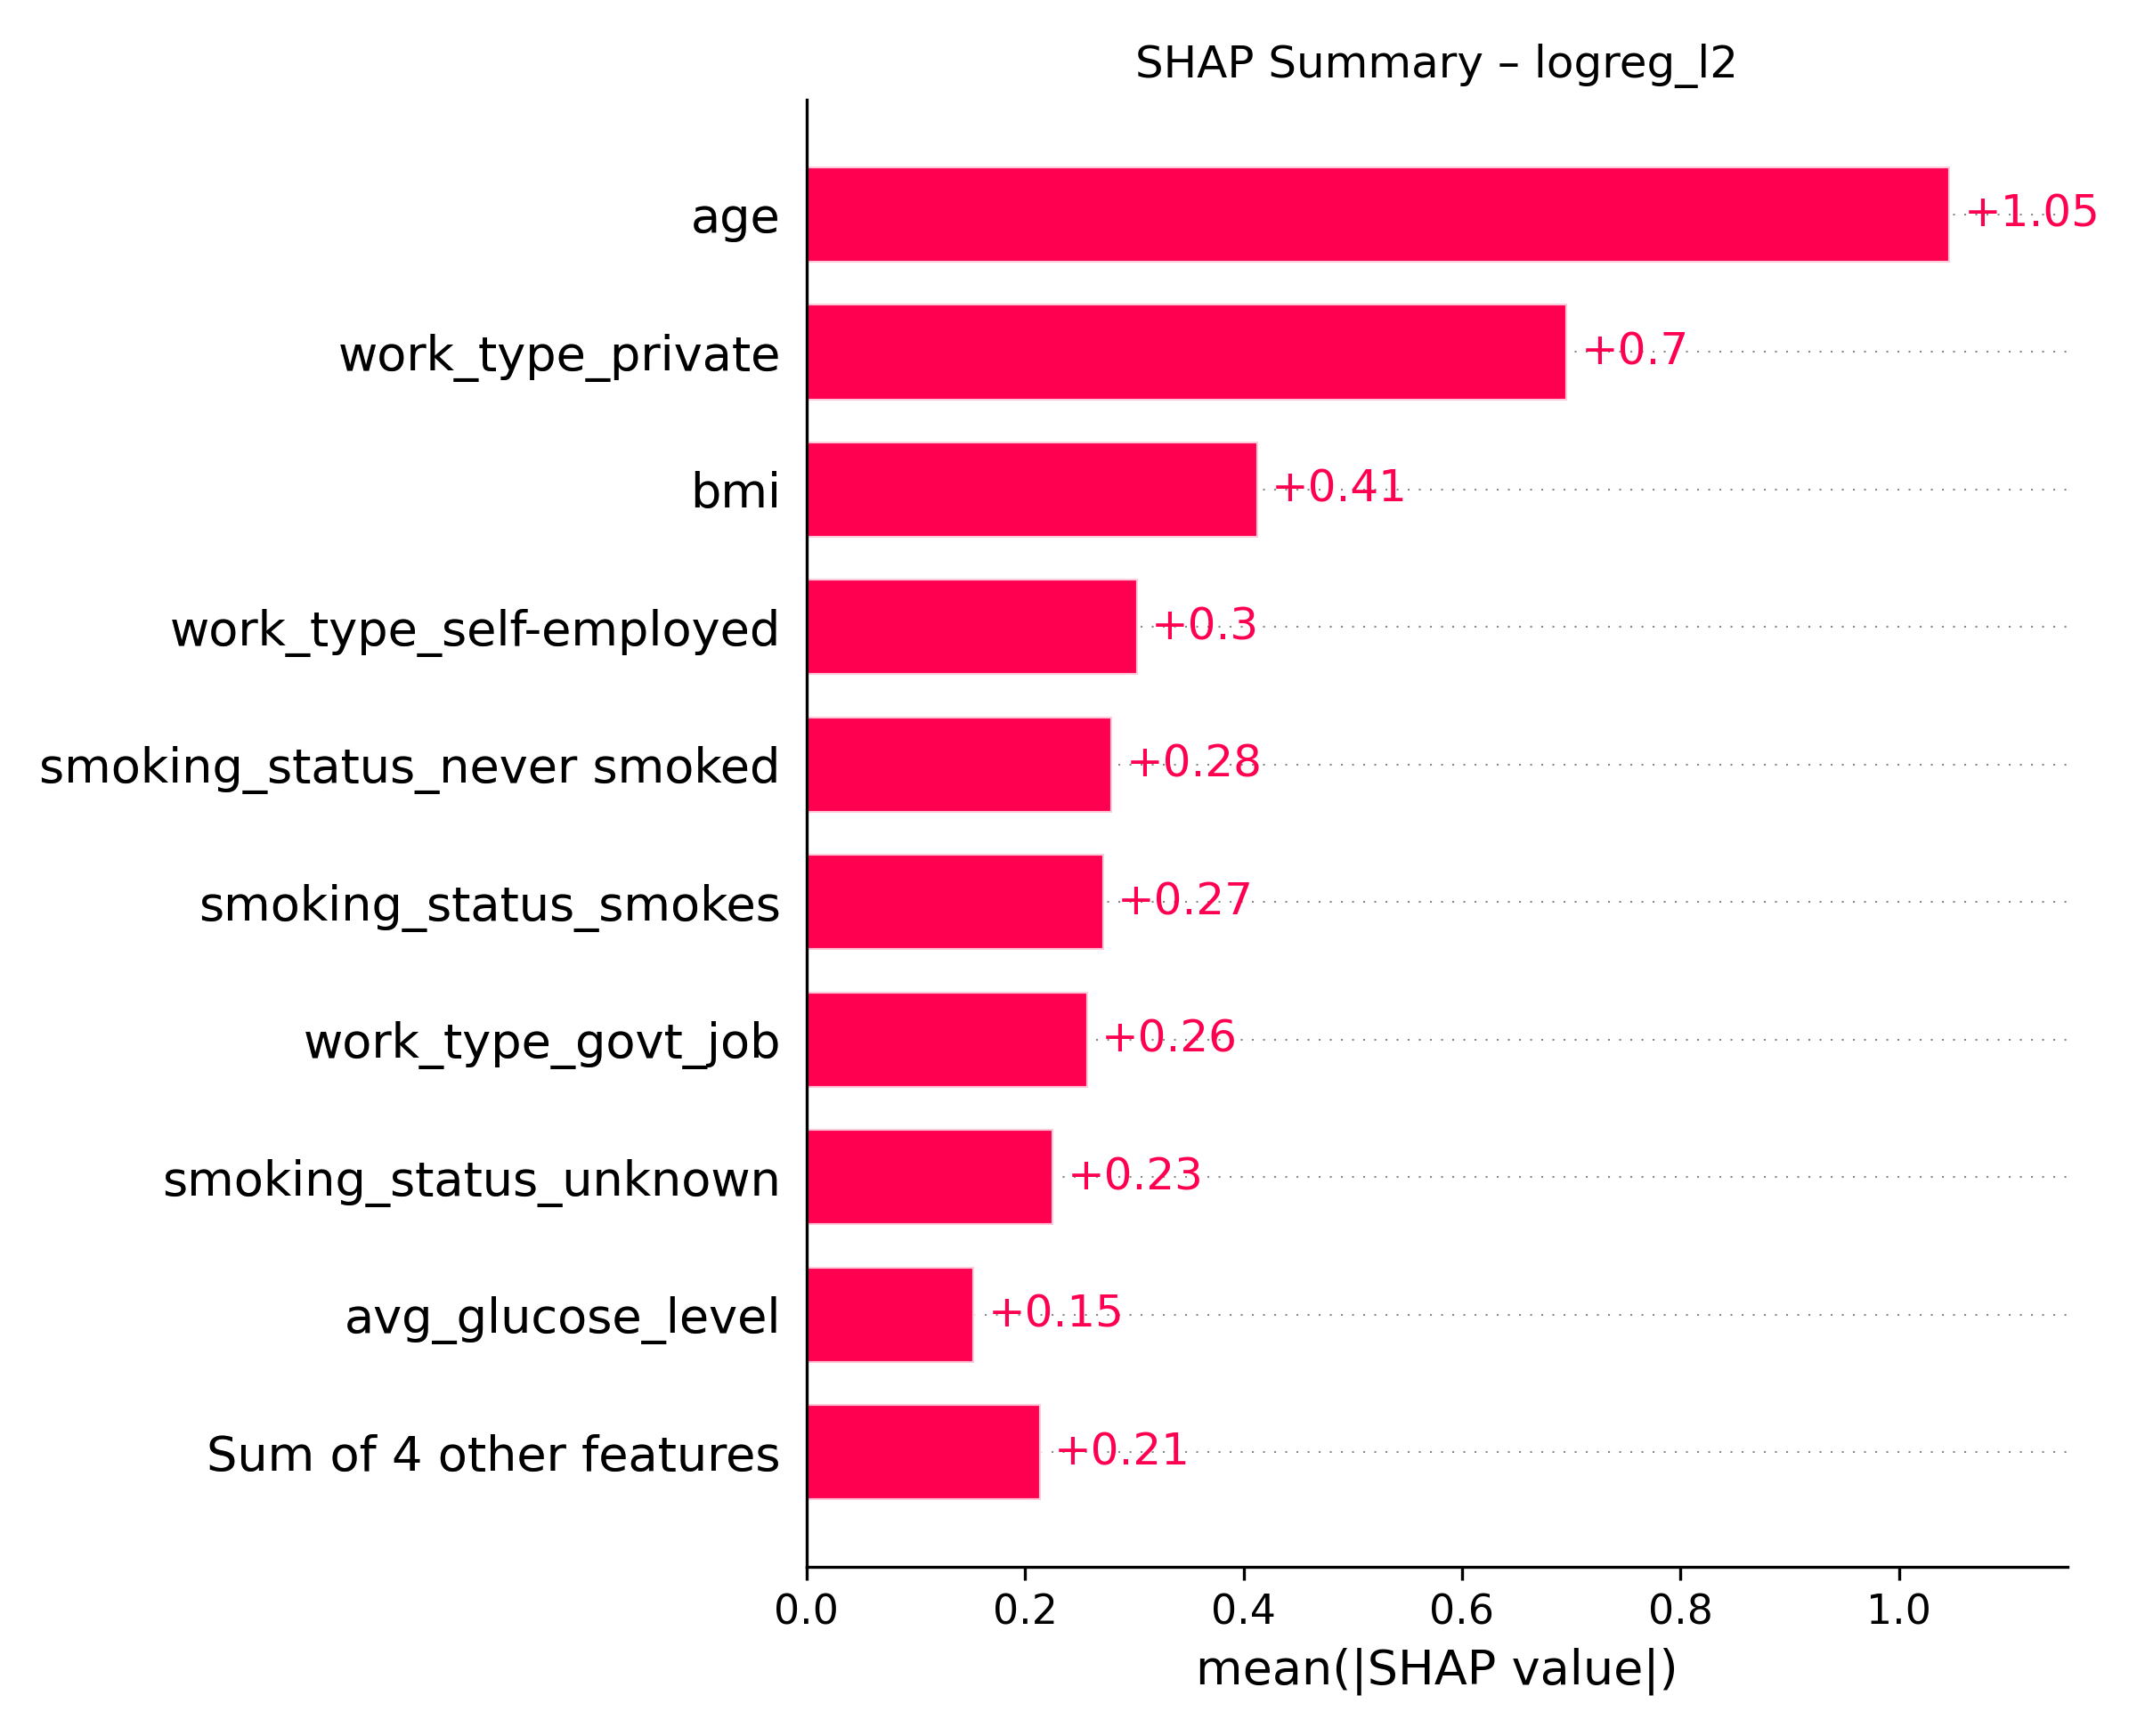 SHAP Summary – logreg_l2
age +1.05
work_type_private +0.7
bmi +0.41
work_type_self-employed +0.3
smoking_status_never smoked +0.28
smoking_status_smokes +0.27
work_type_govt_job +0.26
smoking_status_unknown +0.23
avg_glucose_level +0.15
Sum of 4 other features +0.21
0.0 0.2 0.4 0.6 0.8 1.0
mean(|SHAP value|)